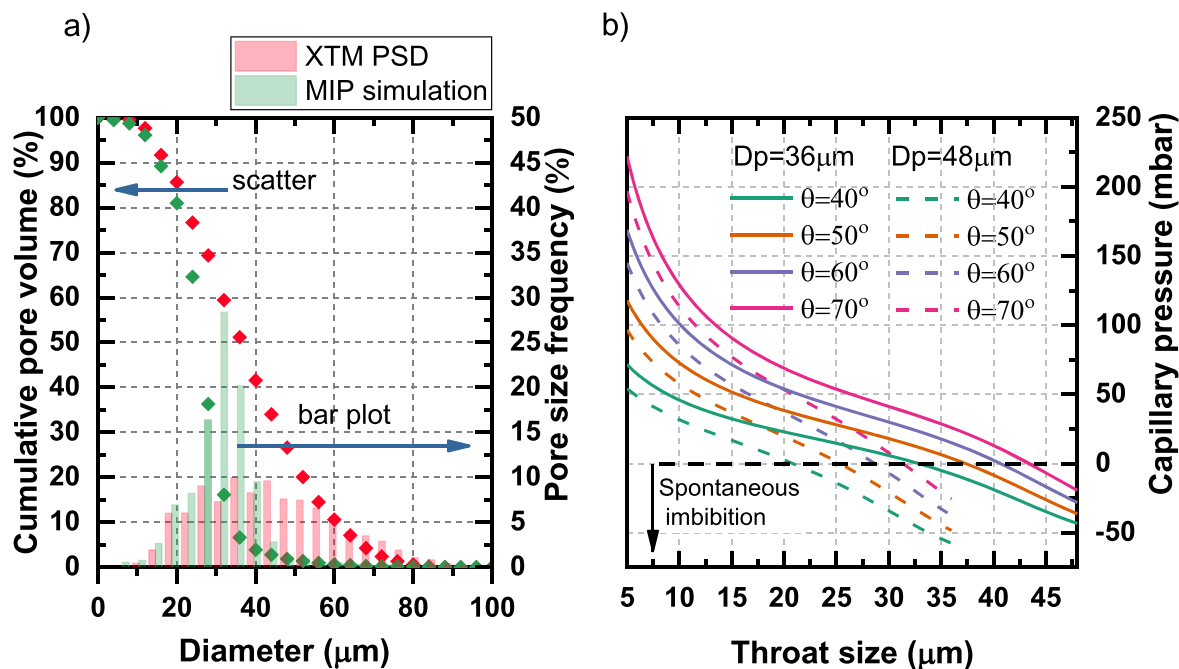 a)
XTM PSD
MIP simulation
Cumulative pore volume (%)
100
90
80
70
60
50
40
30
20
10
0
scatter
bar plot
50
45
40
35
30
25
20
15
10
5
0
Pore size frequency (%)
0 20 40 60 80 100
Diameter (μm)
b)
Dp=36μm Dp=48μm
θ=40° θ=40°
θ=50° θ=50°
θ=60° θ=60°
θ=70° θ=70°
Spontaneous
imbibition
250
200
150
100
50
0
-50
Capillary pressure (mbar)
5 10 15 20 25 30 35 40 45
Throat size (μm)